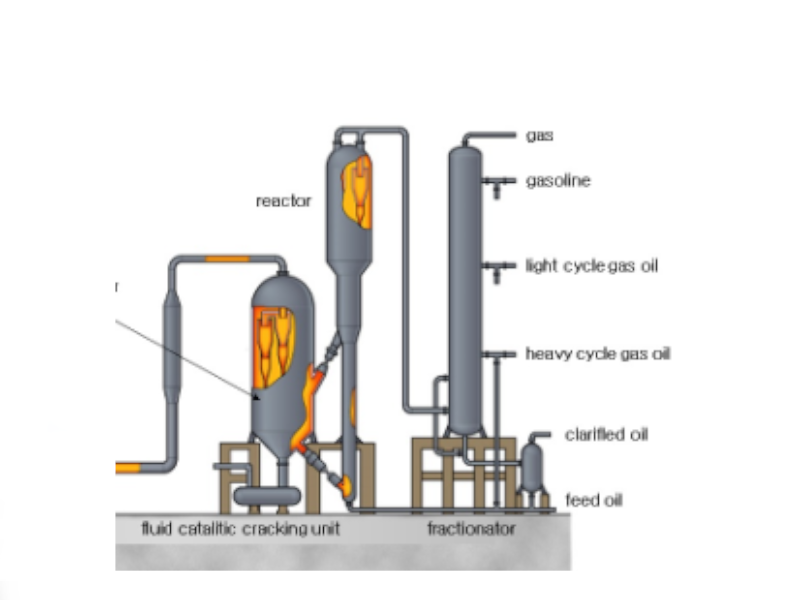 gas
gasoline
reactor
light cycle gas oil
r
heavy cycle gas oil
clarified oil
feed oil
fluid catalitic cracking unit
fractionator